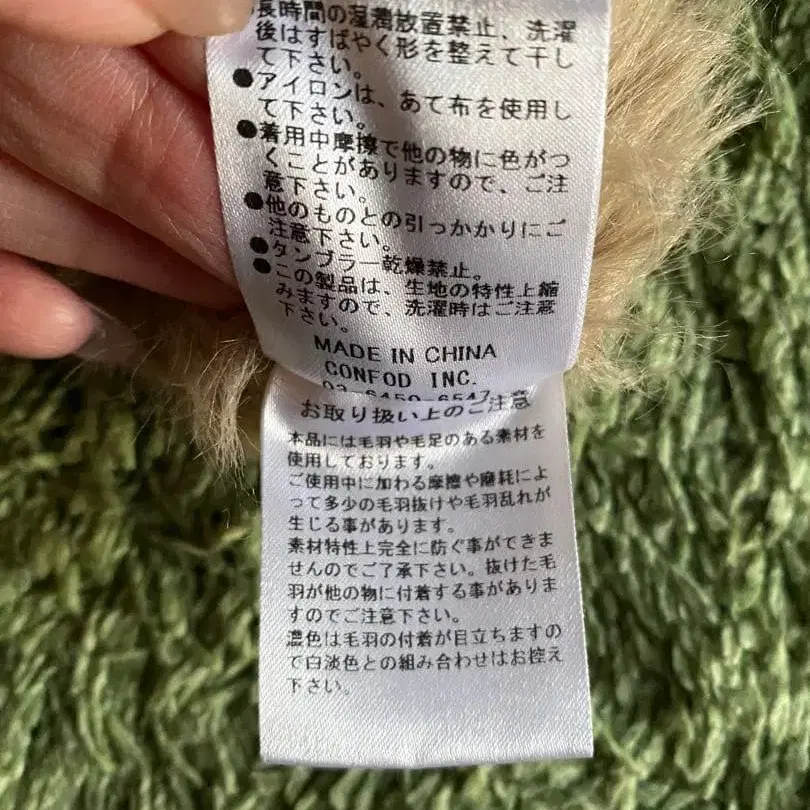 長時間の湿潤放置禁止、洗濯
後はすばやく形を整えて干し
て下さい。
●アイロンは、あて布を使用し
て下さい。
●着用中摩擦で他の物に色がつ
くことがありますので、ご注
意下さい。
●他のものとの引っかかりにご
注意下さい。
●タンブラー乾燥禁止。
●この製品は、生地の特性上縮
みますので、洗濯時はご注意
下さい。
MADE IN CHINA
CONFOD INC.
03-6450-6547
お取り扱い上のご注意
本品には毛羽や毛足のある素材を
使用しております。
ご使用中に加わる摩擦や磨耗によ
って多少の毛羽抜けや毛羽乱れが
生じる事があります。
素材特性上完全に防ぐ事ができま
せんのでご了承下さい。抜けた毛
羽が他の物に付着する事がありま
すのでご注意下さい。
濃色は毛羽の付着が目立ちますの
で白淡色との組み合わせはお控え
下さい。